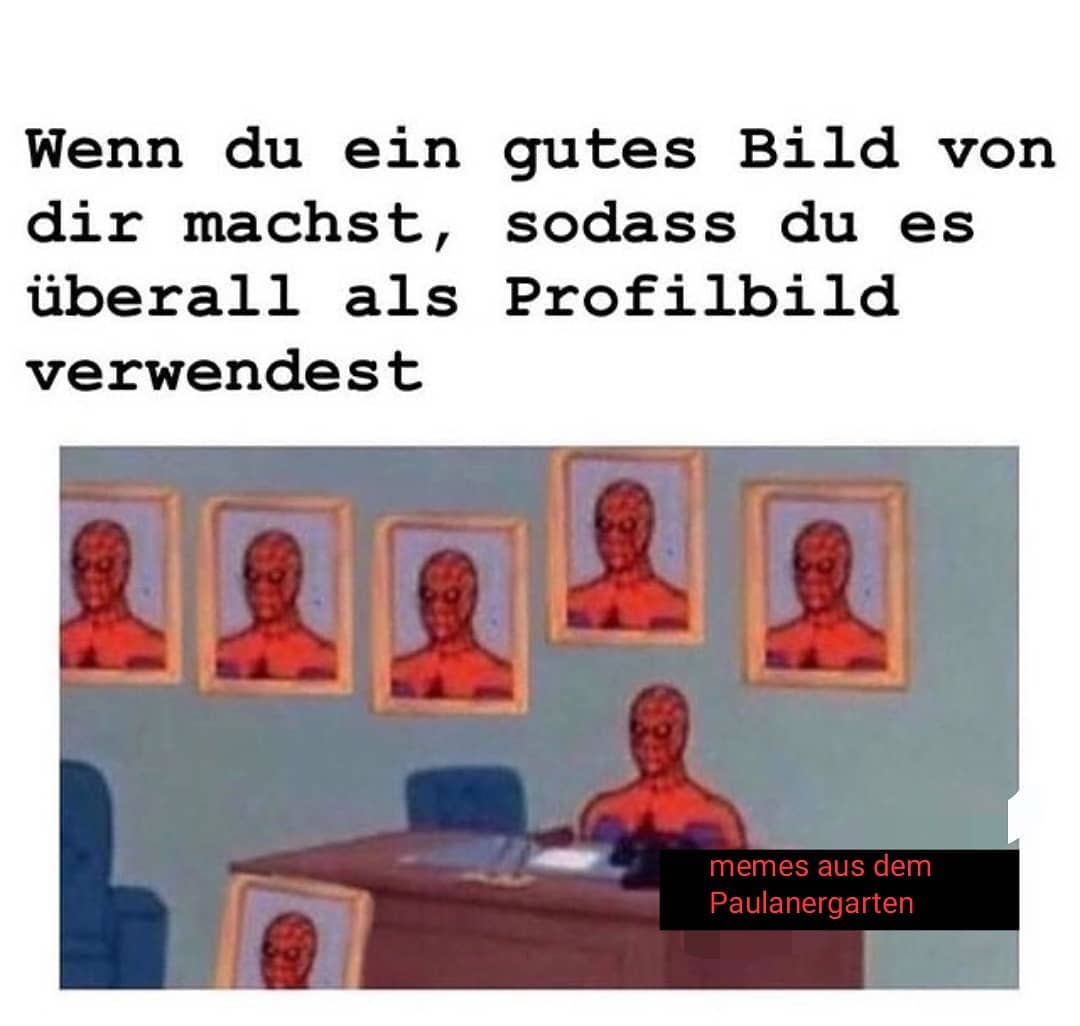 Wenn du ein gutes Bild von
dir machst, sodass du es
überall als Profilbild
verwendest
memes aus dem
Paulanergarten